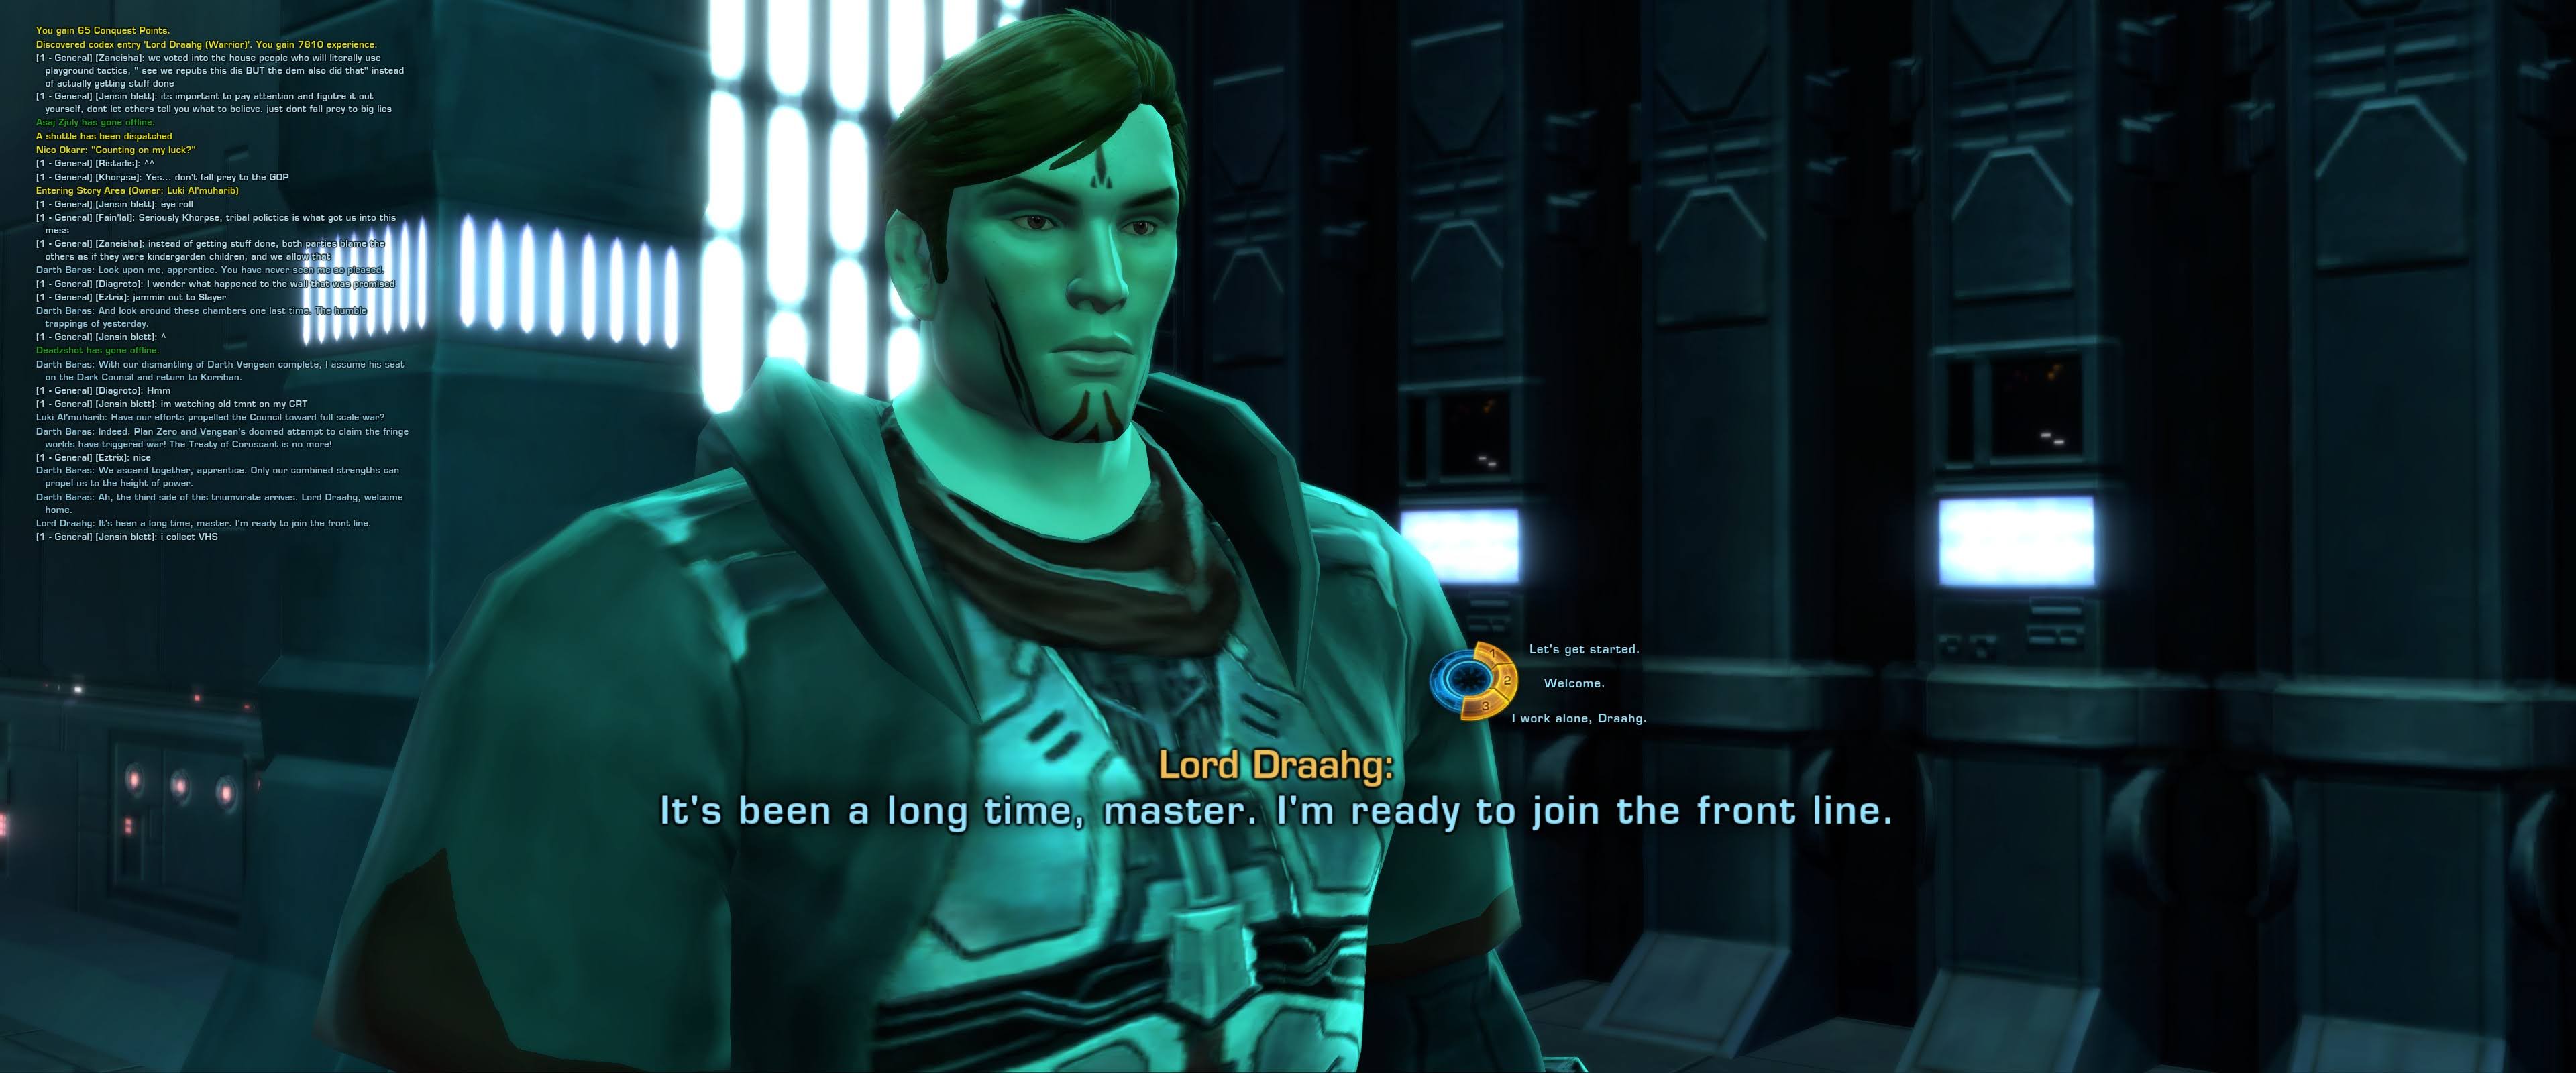 You gain 65 Conquest Points.
Discovered codex entry 'Lord Draahg (Warrior)'. You gain 7810 experience.
[1 - General] [Zaneisha]: we voted into the house people who will literally use
playground tactics, " see we repubs this dis BUT the dem also did that" instead
of actually getting stuff done
[1 - General] [Jensin blett]: its important to pay attention and figutre it out
yourself, dont let others tell you what to believe. just dont fall prey to big lies
Asaj Zjuly has gone offline.
A shuttle has been dispatched
Nico Okarr: "Counting on my luck?"
[1 - General] [Ristadis]: ^^
[1 - General] [Khorpse]: Yes... don't fall prey to the GOP
Entering Story Area (Owner: Luki Al'muharib)
[1 - General] [Jensin blett]: eye roll
[1 - General] [Fain'lal]: Seriously Khorpse, tribal polictics is what got us into this
mess
[1 - General] [Zaneisha]: instead of getting stuff done, both parties blame the
others as if they were kindergarden children, and we allow that
Darth Baras: Look upon me, apprentice. You have never seen me so pleased.
[1 - General] [Diagroto]: I wonder what happened to the wall that was promised
[1 - General] [Eztrix]: jammin out to Slayer
Darth Baras: And look around these chambers one last time. The humble
trappings of yesterday.
[1 - General] [Jensin blett]: ^
Deadzshot has gone offline.
Darth Baras: With our dismantling of Darth Vengean complete, I assume his seat
on the Dark Council and return to Korriban.
[1 - General] [Diagroto]: Hmm
[1 - General] [Jensin blett]: im watching old tmnt on my CRT
Luki Al'muharib: Have our efforts propelled the Council toward full scale war?
Darth Baras: Indeed. Plan Zero and Vengean's doomed attempt to claim the fringe
worlds have triggered war! The Treaty of Coruscant is no more!
[1 - General] [Eztrix]: nice
Darth Baras: We ascend together, apprentice. Only our combined strengths can
propel us to the height of power.
Darth Baras: Ah, the third side of this triumvirate arrives. Lord Draahg, welcome
home.
Lord Draahg: It's been a long time, master. I'm ready to join the front line.
[1 - General] [Jensin blett]: i collect VHS
1 Let's get started.
2 Welcome.
3 I work alone, Draahg.
Lord Draahg:
It's been a long time, master. I'm ready to join the front line.